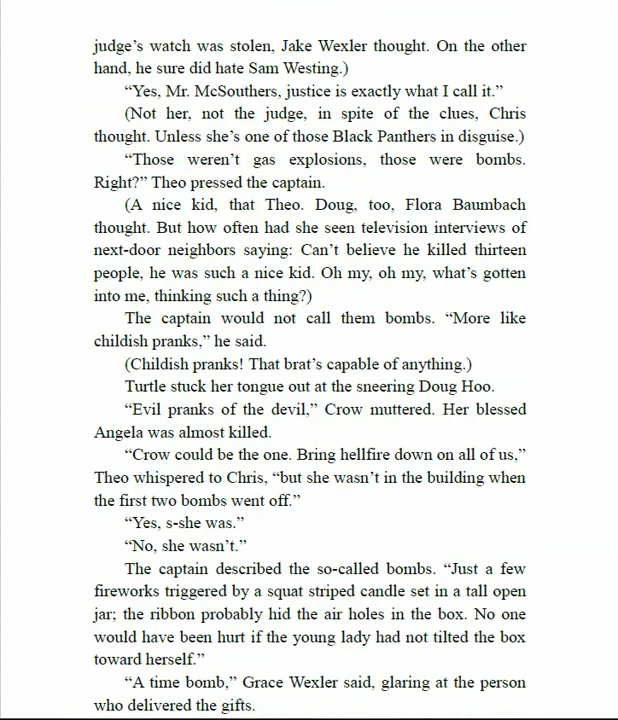 judge’s watch was stolen, Jake Wexler thought. On the other
hand, he sure did hate Sam Westing.)
“Yes, Mr. McSouthers, justice is exactly what I call it.”
(Not her, not the judge, in spite of the clues, Chris
thought. Unless she’s one of those Black Panthers in disguise.)
“Those weren’t gas explosions, those were bombs.
Right?” Theo pressed the captain.
(A nice kid, that Theo. Doug, too, Flora Baumbach
thought. But how often had she seen television interviews of
next-door neighbors saying: Can’t believe he killed thirteen
people, he was such a nice kid. Oh my, oh my, what’s gotten
into me, thinking such a thing?)
The captain would not call them bombs. “More like
childish pranks,” he said.
(Childish pranks! That brat’s capable of anything.)
Turtle stuck her tongue out at the sneering Doug Hoo.
“Evil pranks of the devil,” Crow muttered. Her blessed
Angela was almost killed.
“Crow could be the one. Bring hellfire down on all of us,”
Theo whispered to Chris, “but she wasn’t in the building when
the first two bombs went off.”
“Yes, s-she was.”
“No, she wasn’t.”
The captain described the so-called bombs. “Just a few
fireworks triggered by a squat striped candle set in a tall open
jar; the ribbon probably hid the air holes in the box. No one
would have been hurt if the young lady had not tilted the box
toward herself.”
“A time bomb,” Grace Wexler said, glaring at the person
who delivered the gifts.